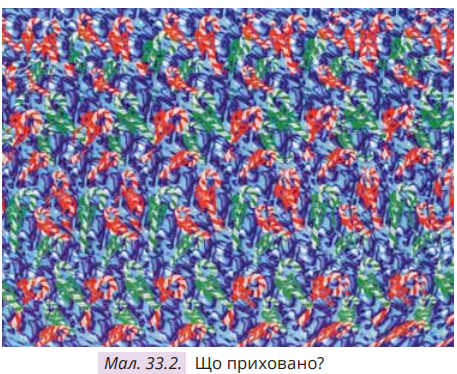 Мал. 33.2. Що приховано?